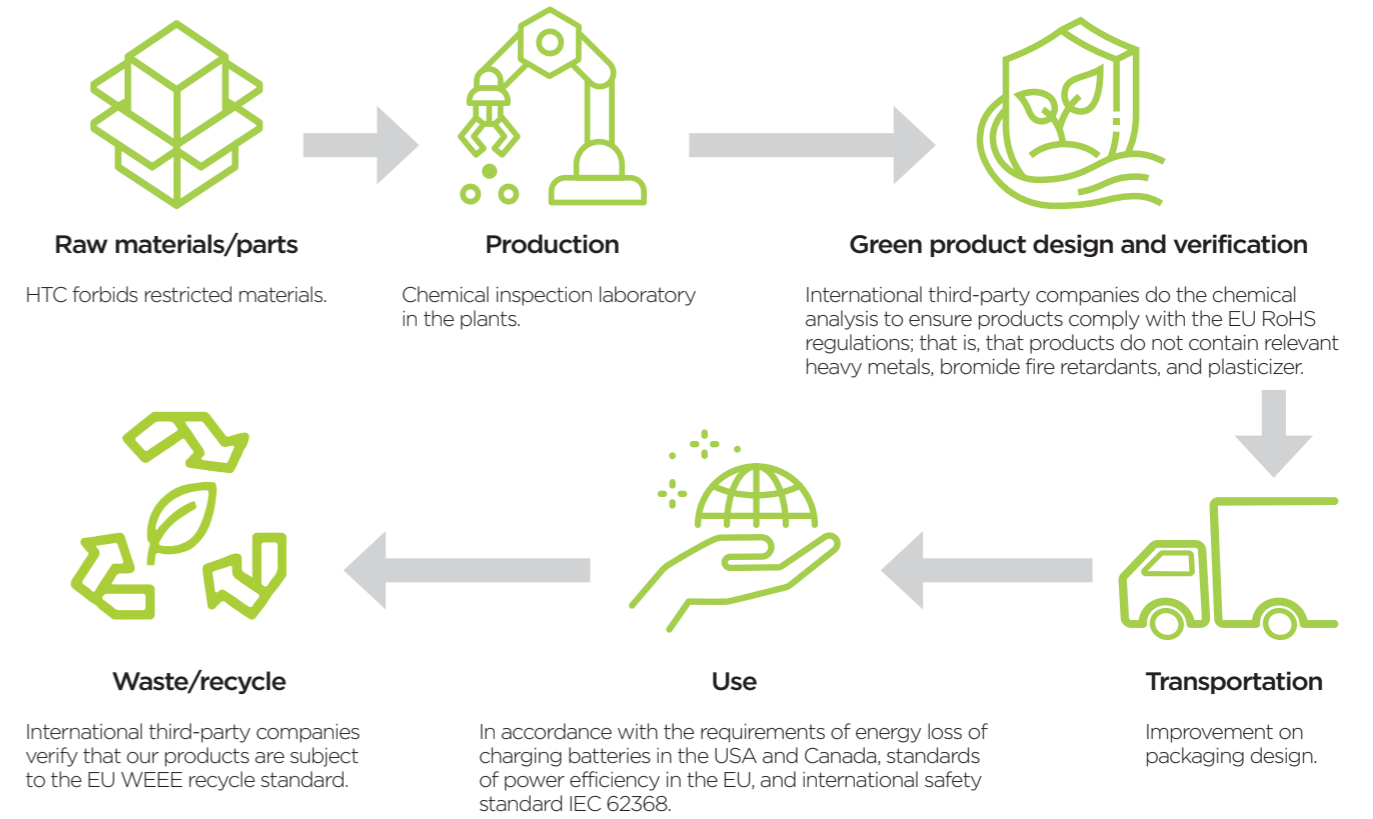 Raw materials/parts
HTC forbids restricted materials.
Production
Chemical inspection laboratory
in the plants.
Green product design and verification
International third-party companies do the chemical
analysis to ensure products comply with the EU RoHS
regulations; that is, that products do not contain relevant
heavy metals, bromide fire retardants, and plasticizer.
Transportation
Improvement on
packaging design.
Use
In accordance with the requirements of energy loss of
charging batteries in the USA and Canada, standards
of power efficiency in the EU, and international safety
standard IEC 62368.
Waste/recycle
International third-party companies
verify that our products are subject
to the EU WEEE recycle standard.